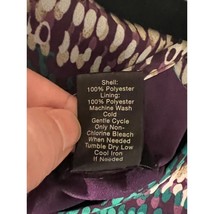 Shell:
100% Polyester
Lining:
100% Polyester
Machine Wash
Cold
Gentle Cycle
Only Non-
Chlorine Bleach
When Needed
Tumble Dry Low
Cool Iron
If Needed